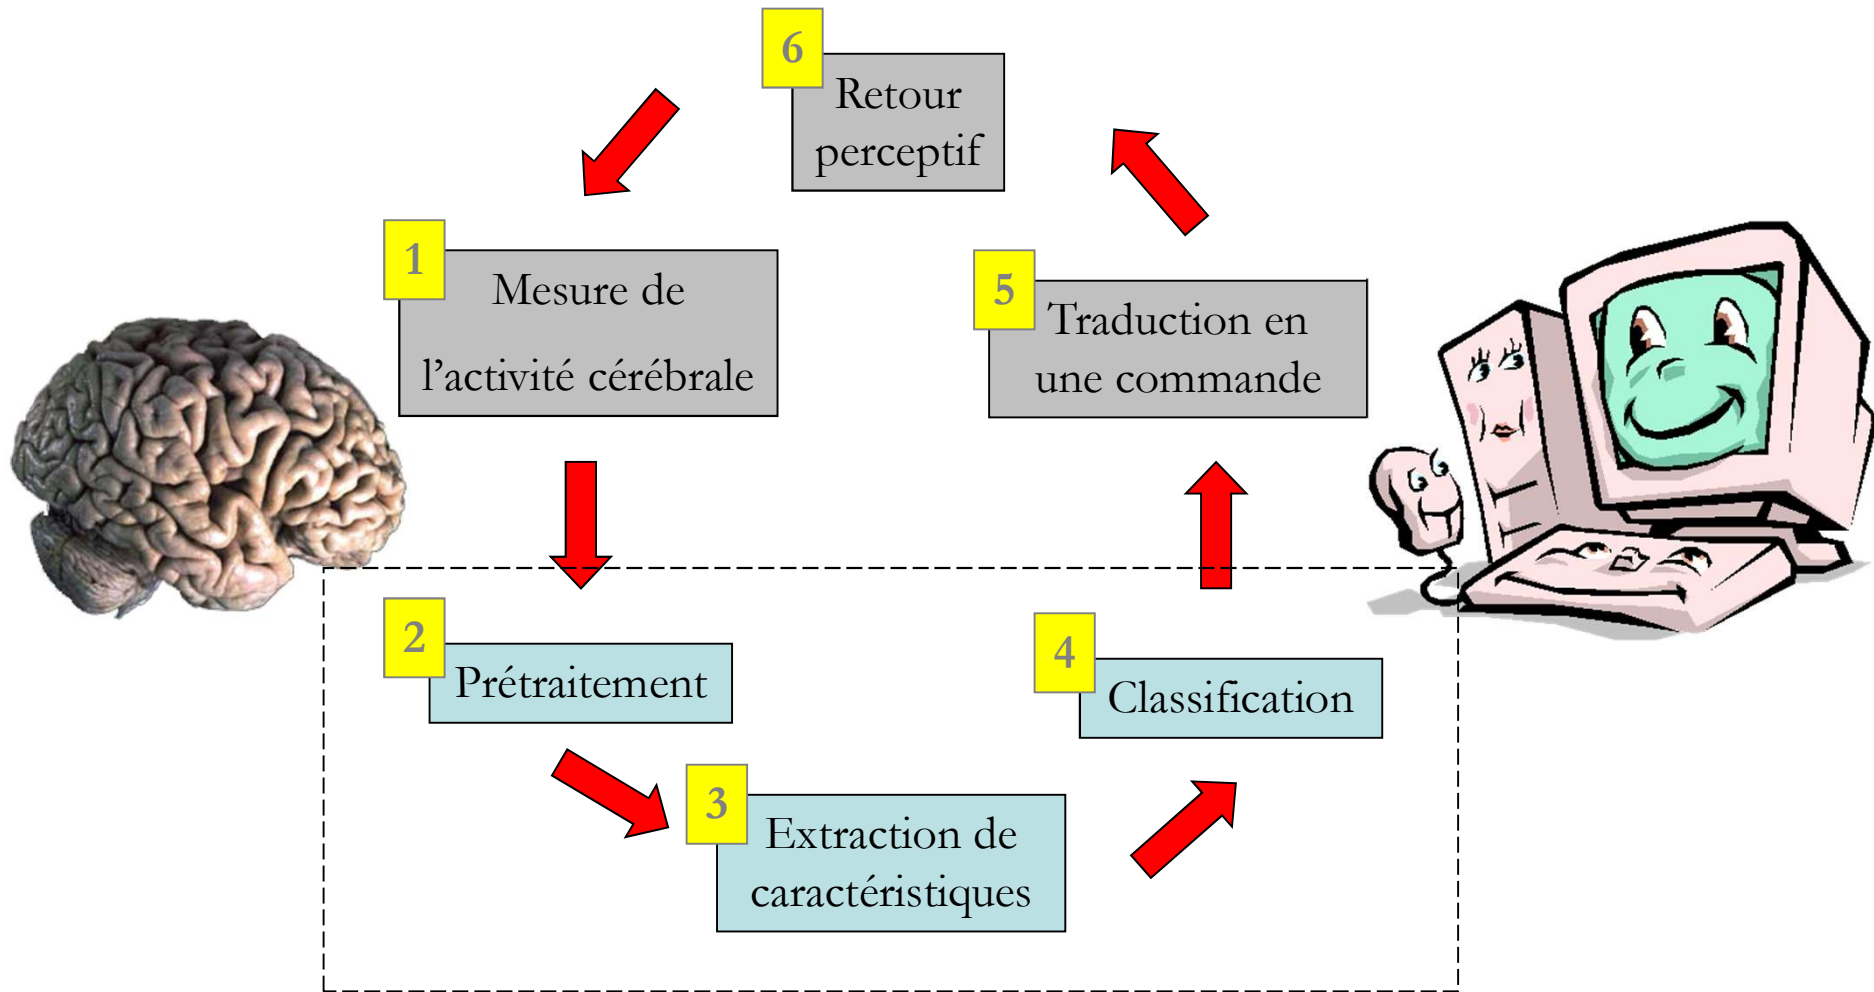 6
Retour
perceptif
1
Mesure de
l’activité cérébrale
5
Traduction en
une commande
2
Prétraitement
4
Classification
3
Extraction de
caractéristiques